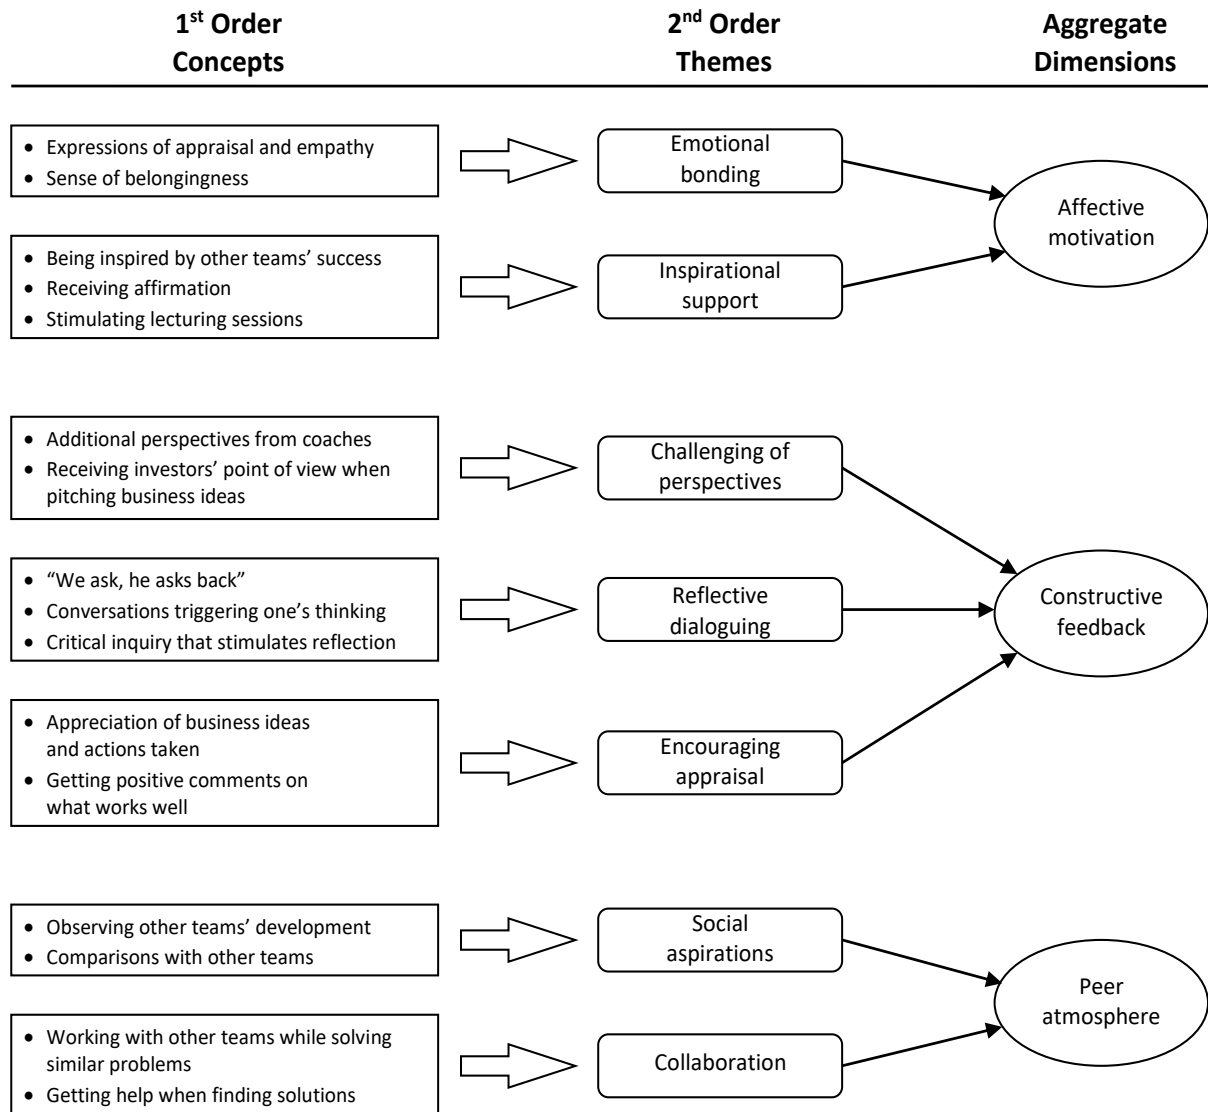 1st Order
Concepts
2nd Order
Themes
Aggregate
Dimensions
• Expressions of appraisal and empathy
• Sense of belongingness
Emotional
bonding
• Being inspired by other teams’ success
• Receiving affirmation
• Stimulating lecturing sessions
Inspirational
support
Affective
motivation
• Additional perspectives from coaches
• Receiving investors’ point of view when
pitching business ideas
Challenging of
perspectives
• “We ask, he asks back”
• Conversations triggering one’s thinking
• Critical inquiry that stimulates reflection
Reflective
dialoguing
• Appreciation of business ideas
and actions taken
• Getting positive comments on
what works well
Encouraging
appraisal
Constructive
feedback
• Observing other teams’ development
• Comparisons with other teams
Social
aspirations
• Working with other teams while solving
similar problems
• Getting help when finding solutions
Collaboration
Peer
atmosphere